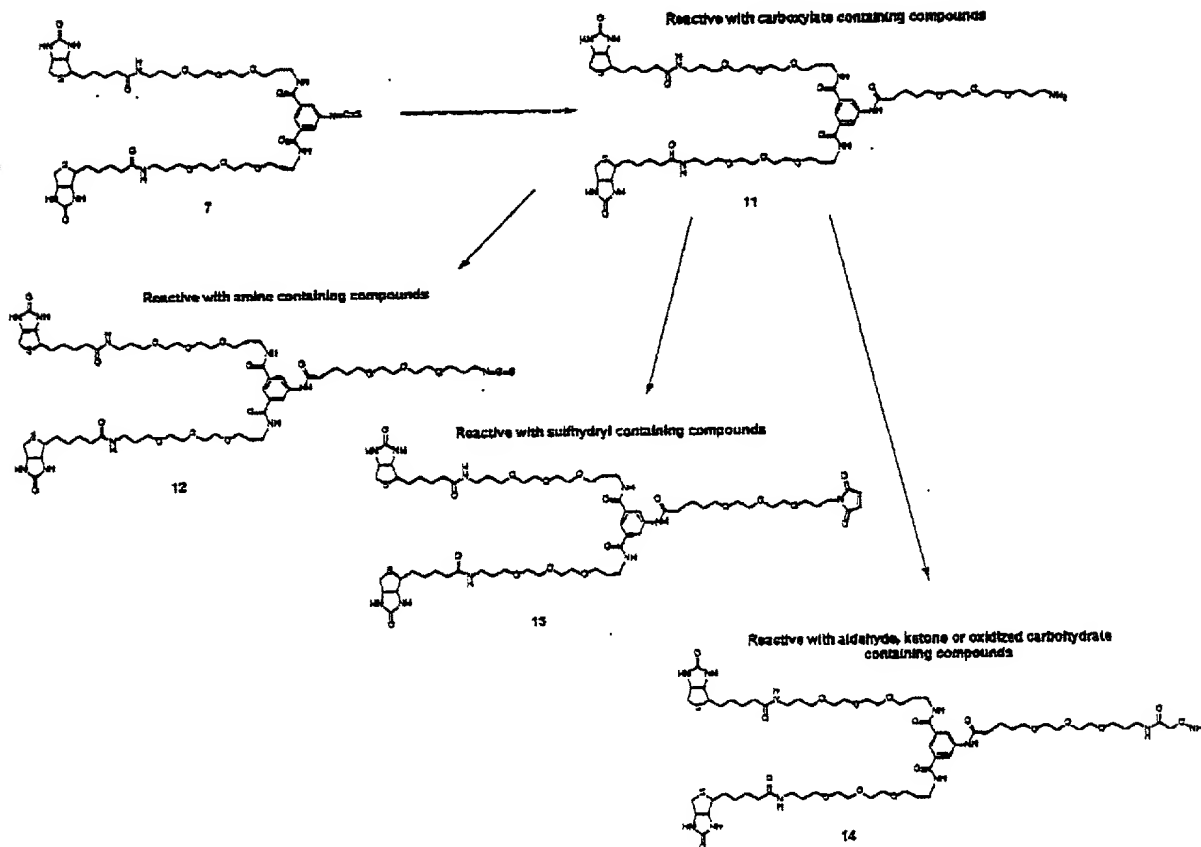 Reactive with carboxylate containing compounds
7
11
Reactive with amine containing compounds
12
Reactive with sulfhydryl containing compounds
13
Reactive with aldehyde, ketone or oxidized carbohydrate
containing compounds
14